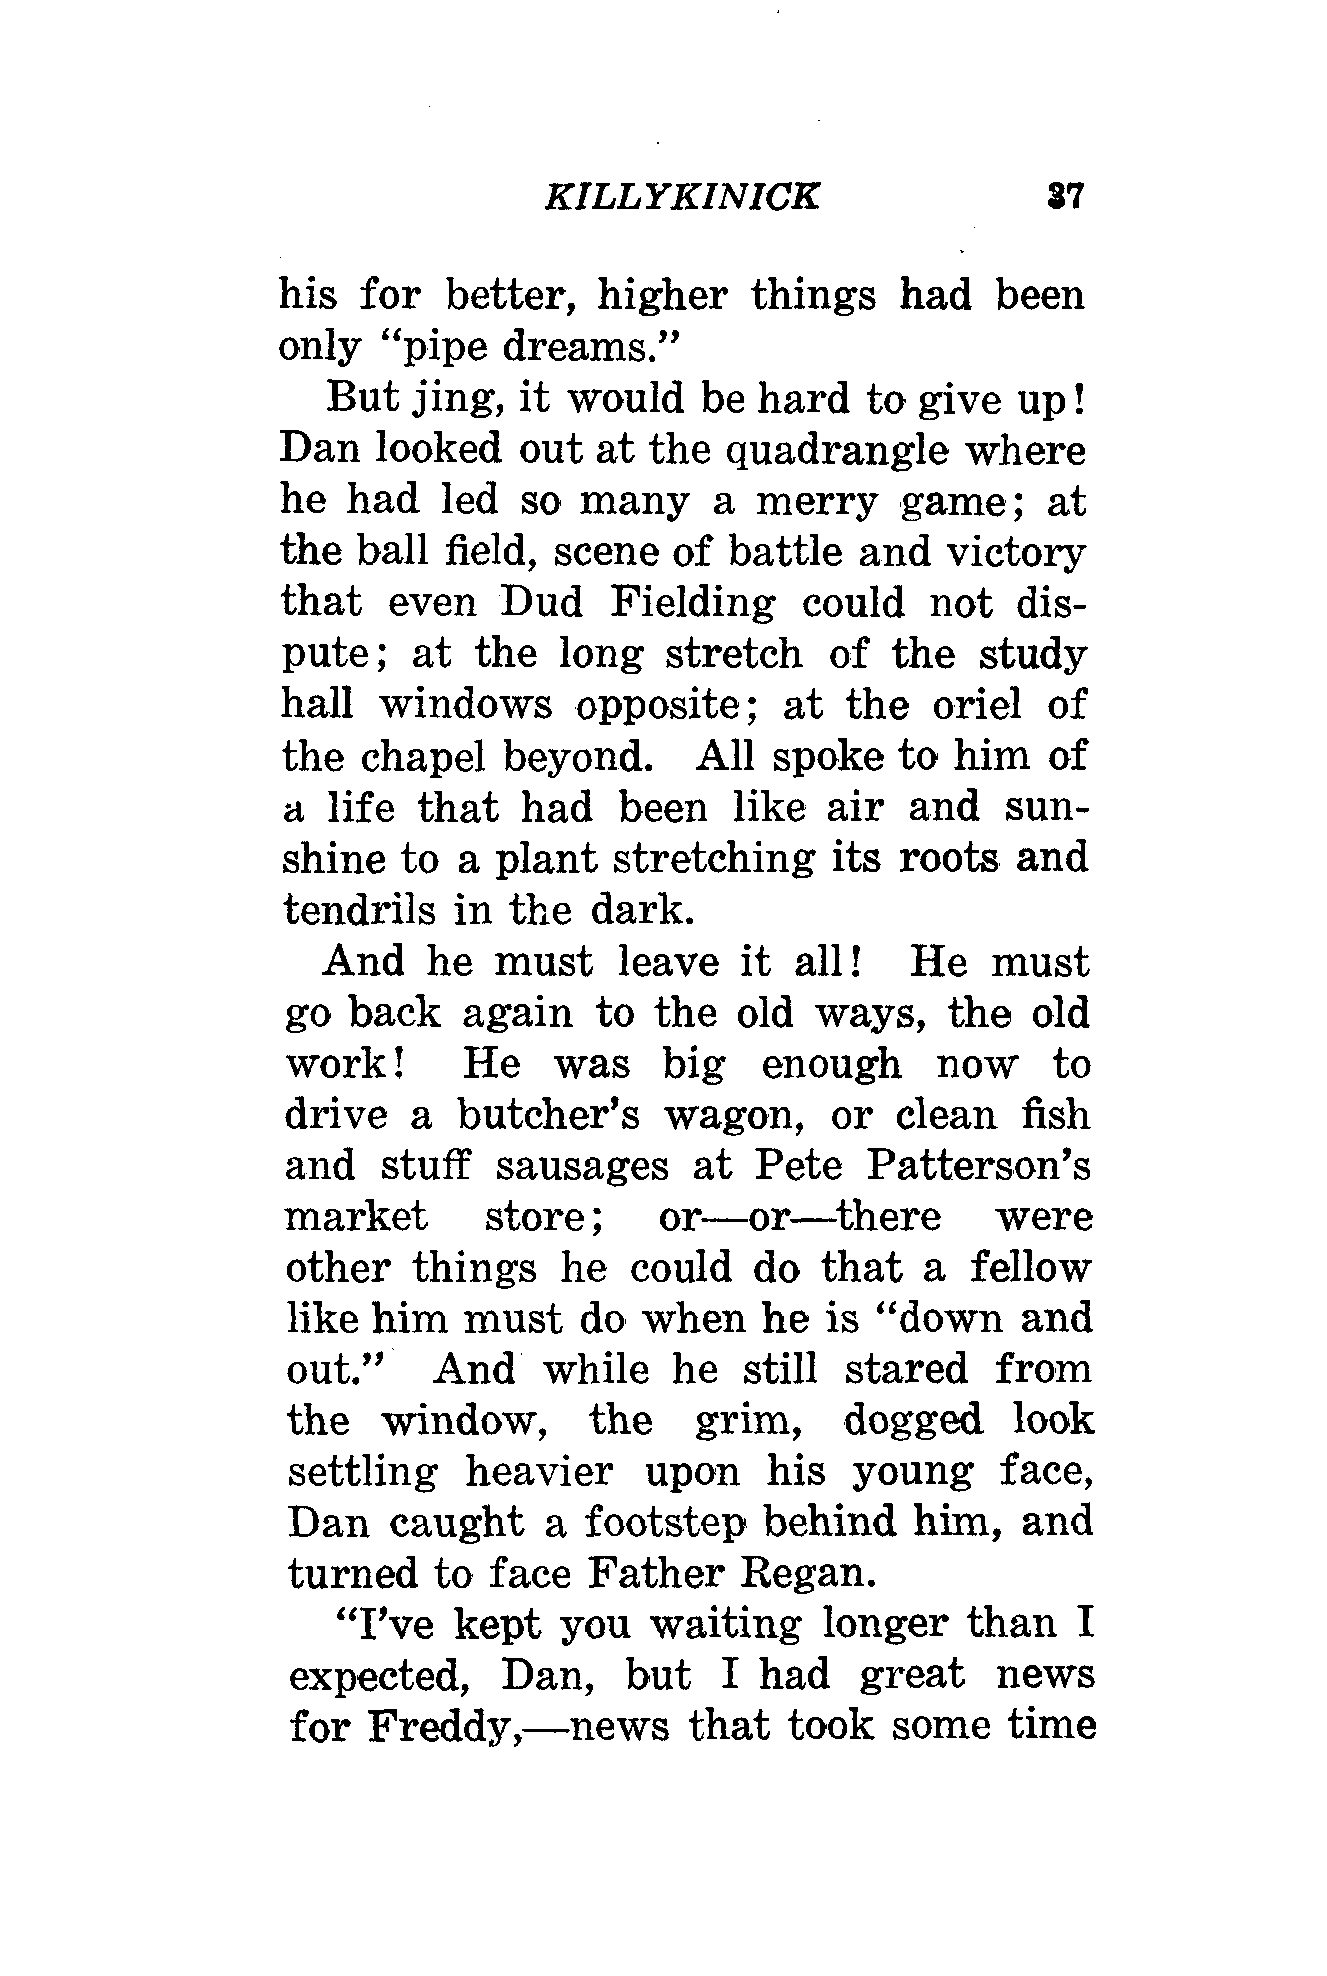 KILLYKINICK 37
his for better, higher things had been
only “pipe dreams.”
But jing, it would be hard to give up!
Dan looked out at the quadrangle where
he had led so many a merry game; at
the ball field, scene of battle and victory
that even Dud Fielding could not dis-
pute; at the long stretch of the study
hall windows opposite; at the oriel of
the chapel beyond. All spoke to him of
a life that had been like air and sun-
shine to a plant stretching its roots and
tendrils in the dark.
And he must leave it all! He must
go back again to the old ways, the old
work! He was big enough now to
drive a butcher’s wagon, or clean fish
and stuff sausages at Pete Patterson’s
market store; or—or—there were
other things he could do that a fellow
like him must do when he is “down and
out.” And while he still stared from
the window, the grim, dogged look
settling heavier upon his young face,
Dan caught a footstep behind him, and
turned to face Father Regan.
“I’ve kept you waiting longer than I
expected, Dan, but I had great news
for Freddy,—news that took some time